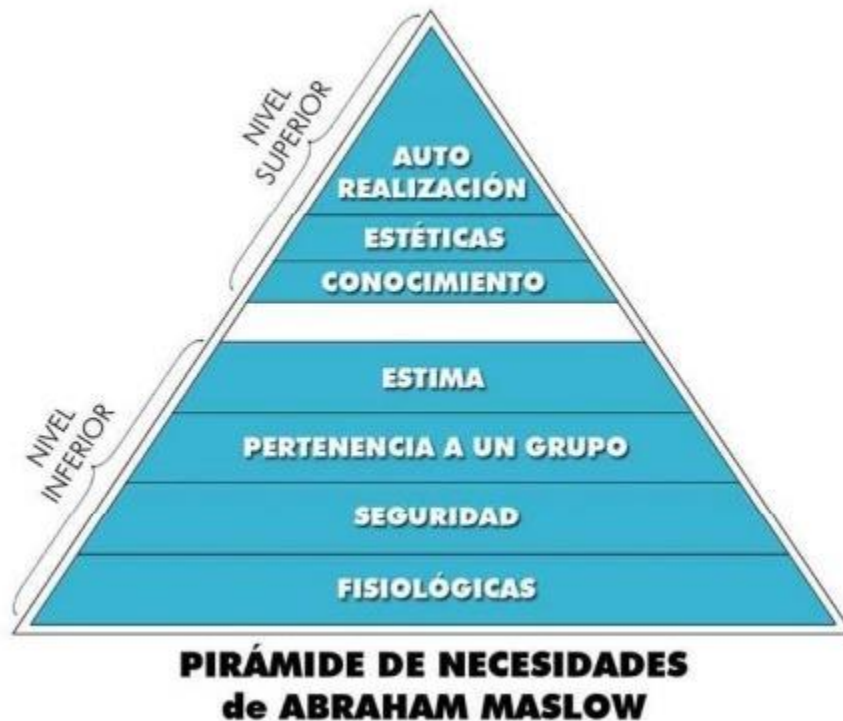 NIVEL
SUPERIOR
AUTO
REALIZACIÓN
ESTÉTICAS
CONOCIMIENTO
NIVEL
INFERIOR
ESTIMA
PERTENENCIA A UN GRUPO
SEGURIDAD
FISIOLÓGICAS
PIRÁMIDE DE NECESIDADES
de ABRAHAM MASLOW